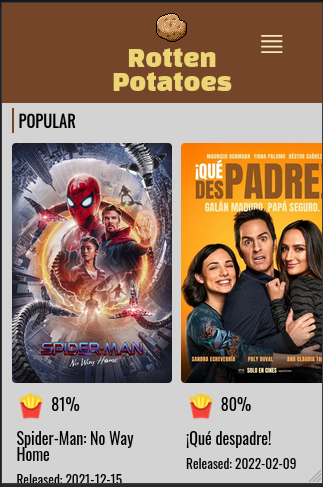 Rotten
Potatoes
POPULAR
SPIDER-MAN
No Way Home
MAURICIO OCHMANN FIONA PALOMO HÉCTOR SUÁREZ
¡QUÉ
DESPADRE
GALÁN MADURO, PAPÁ SEGURO.
SANDRA ECHEVERRÍA POLY DUVAL ANA CLAUDIA
SOLO EN CINES
81%
Spider-Man: No Way
Home
Released: 2021-12-15
80%
¡Qué despadre!
Released: 2022-02-09